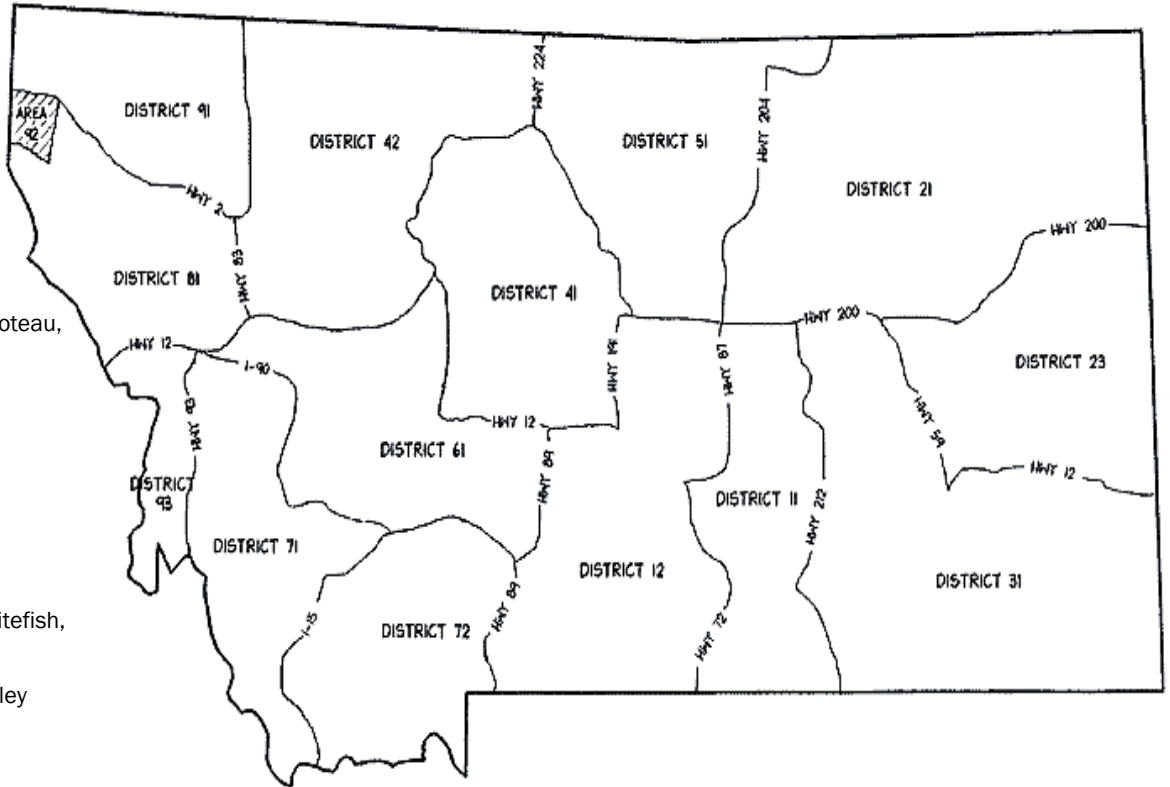 HWY 224
AREA
92
DISTRICT 91
DISTRICT 42
DISTRICT 51
HWY 204
DISTRICT 21
HWY 2
HWY 200
DISTRICT 81
HWY 83
DISTRICT 41
oteau,
HWY 12
HWY 200
I-90
HWY 191
HWY 87
DISTRICT 23
HWY 93
HWY 12
DISTRICT 61
HWY 59
HWY 12
DISTRICT
93
HWY 89
DISTRICT 11
HWY 212
DISTRICT 71
DISTRICT 12
DISTRICT 31
HWY 89
itefish,
I-15
DISTRICT 72
HWY 72
ley